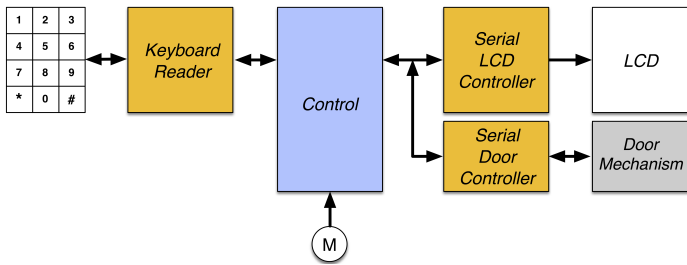 1 2 3
4 5 6
7 8 9
* 0 #
Keyboard
Reader
Control
Serial
LCD
Controller
LCD
Serial
Door
Controller
Door
Mechanism
M